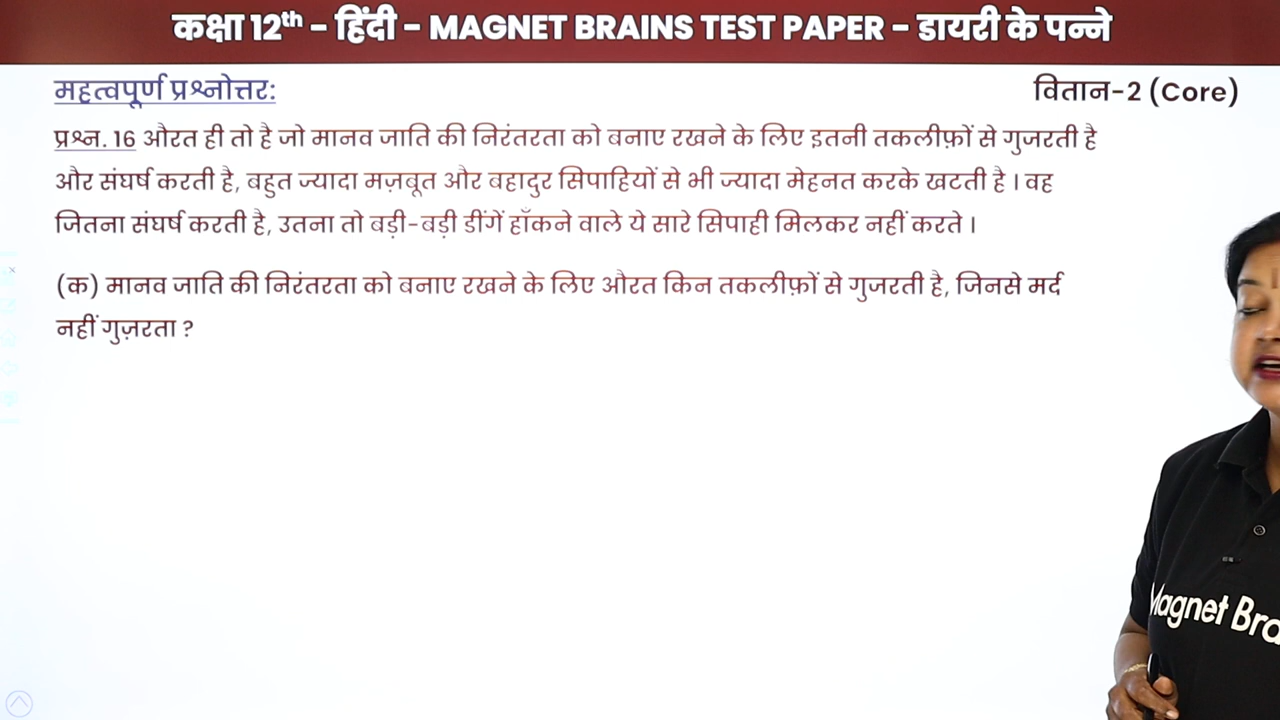 कक्षा 12th - हिंदी - MAGNET BRAINS TEST PAPER - डायरी के पन्ने
महत्वपूर्ण प्रश्नोत्तर:
वितान-2 (Core)
प्रश्न. 16 औरत ही तो है जो मानव जाति की निरंतरता को बनाए रखने के लिए इतनी तकलीफ़ों से गुजरती है
और संघर्ष करती है, बहुत ज्यादा मज़बूत और बहादुर सिपाहियों से भी ज्यादा मेहनत करके खटती है । वह
जितना संघर्ष करती है, उतना तो बड़ी-बड़ी डींगें हाँकने वाले ये सारे सिपाही मिलकर नहीं करते ।
(क) मानव जाति की निरंतरता को बनाए रखने के लिए औरत किन तकलीफ़ों से गुजरती है, जिनसे मर्द
नहीं गुज़रता ?
Magnet Bra